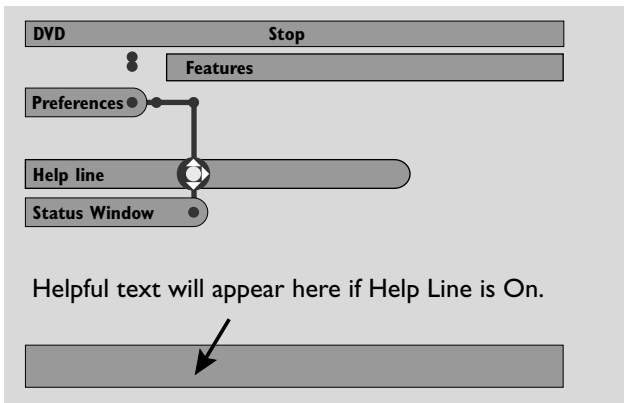 DVD Stop
Features
Preferences
Help line
Status Window
Helpful text will appear here if Help Line is On.